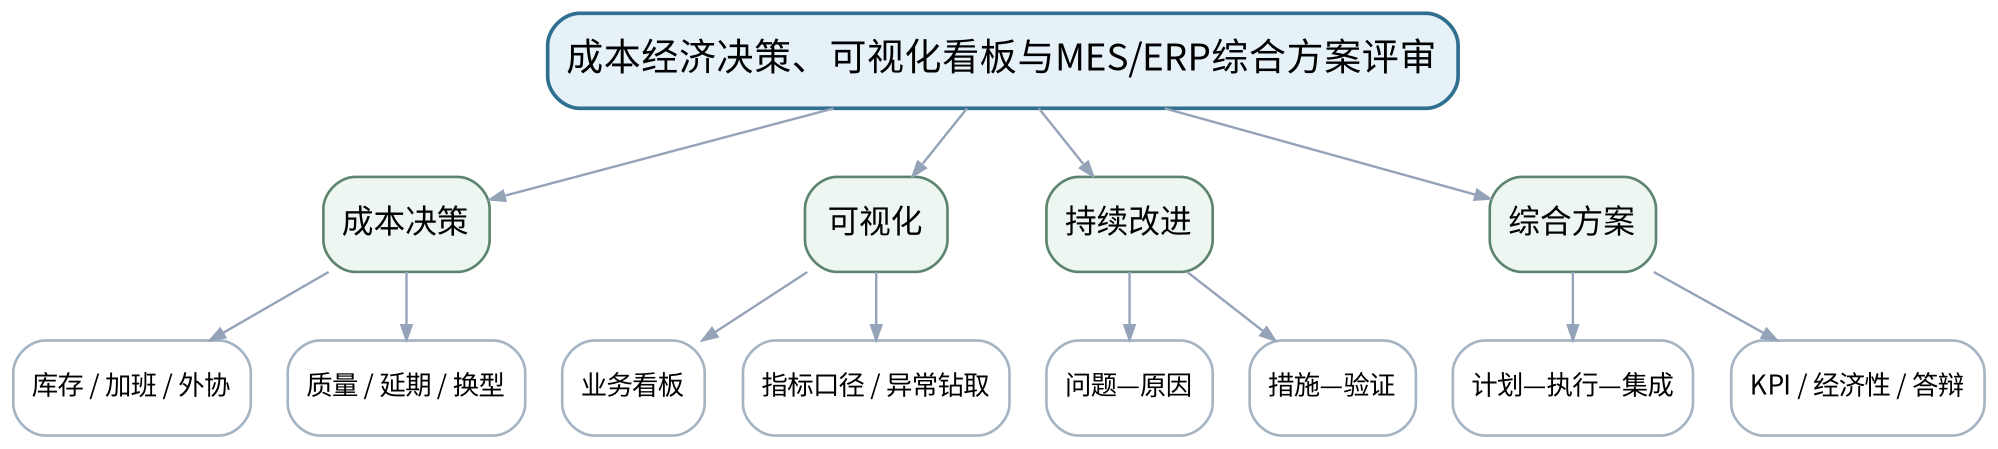 成本经济决策、可视化看板与MES/ERP综合方案评审
成本决策
可视化
持续改进
综合方案
库存 / 加班 / 外协
质量 / 延期 / 换型
业务看板
指标口径 / 异常钻取
问题—原因
措施—验证
计划—执行—集成
KPI / 经济性 / 答辩